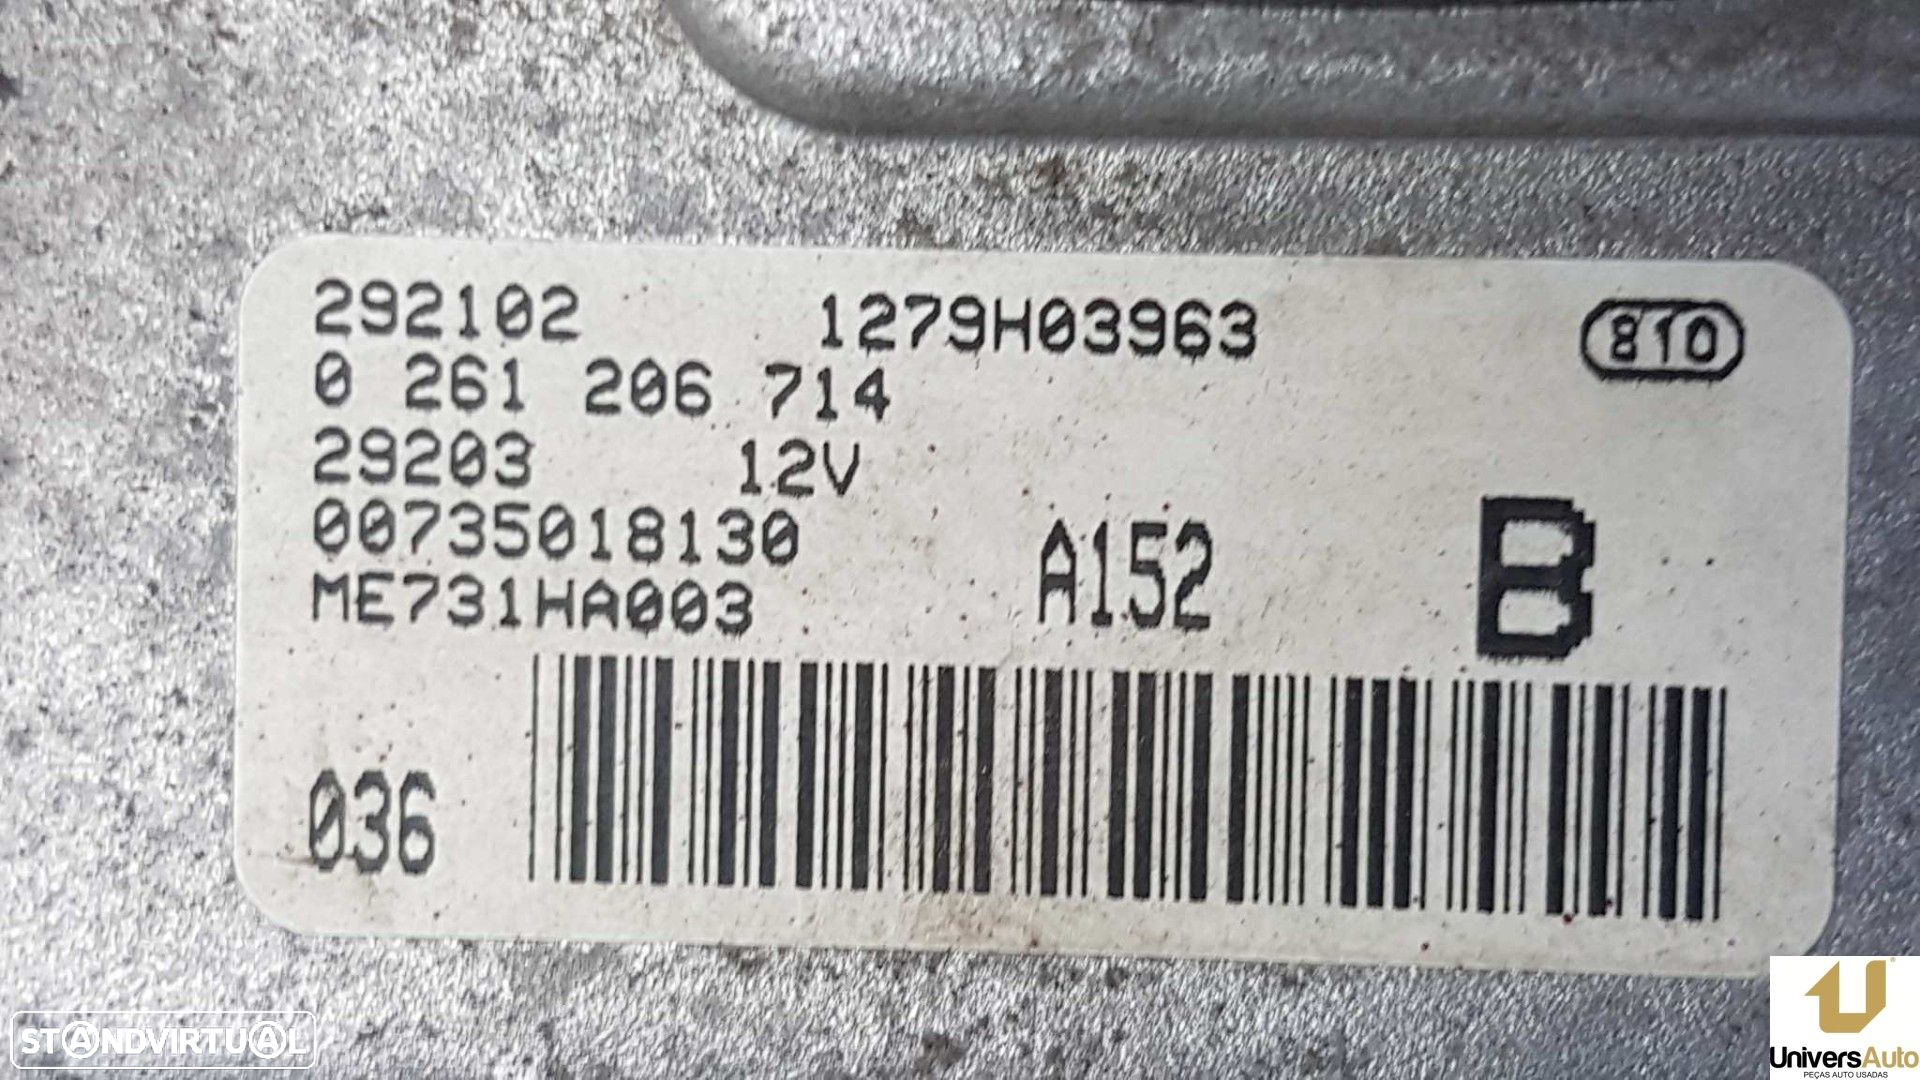 292102 1279H03963 810
0 261 206 714
29203 12V
00735018130
ME731HA003 A152 B
036
STANDVIRTUAL
UniversAuto
PEÇAS AUTO USADAS